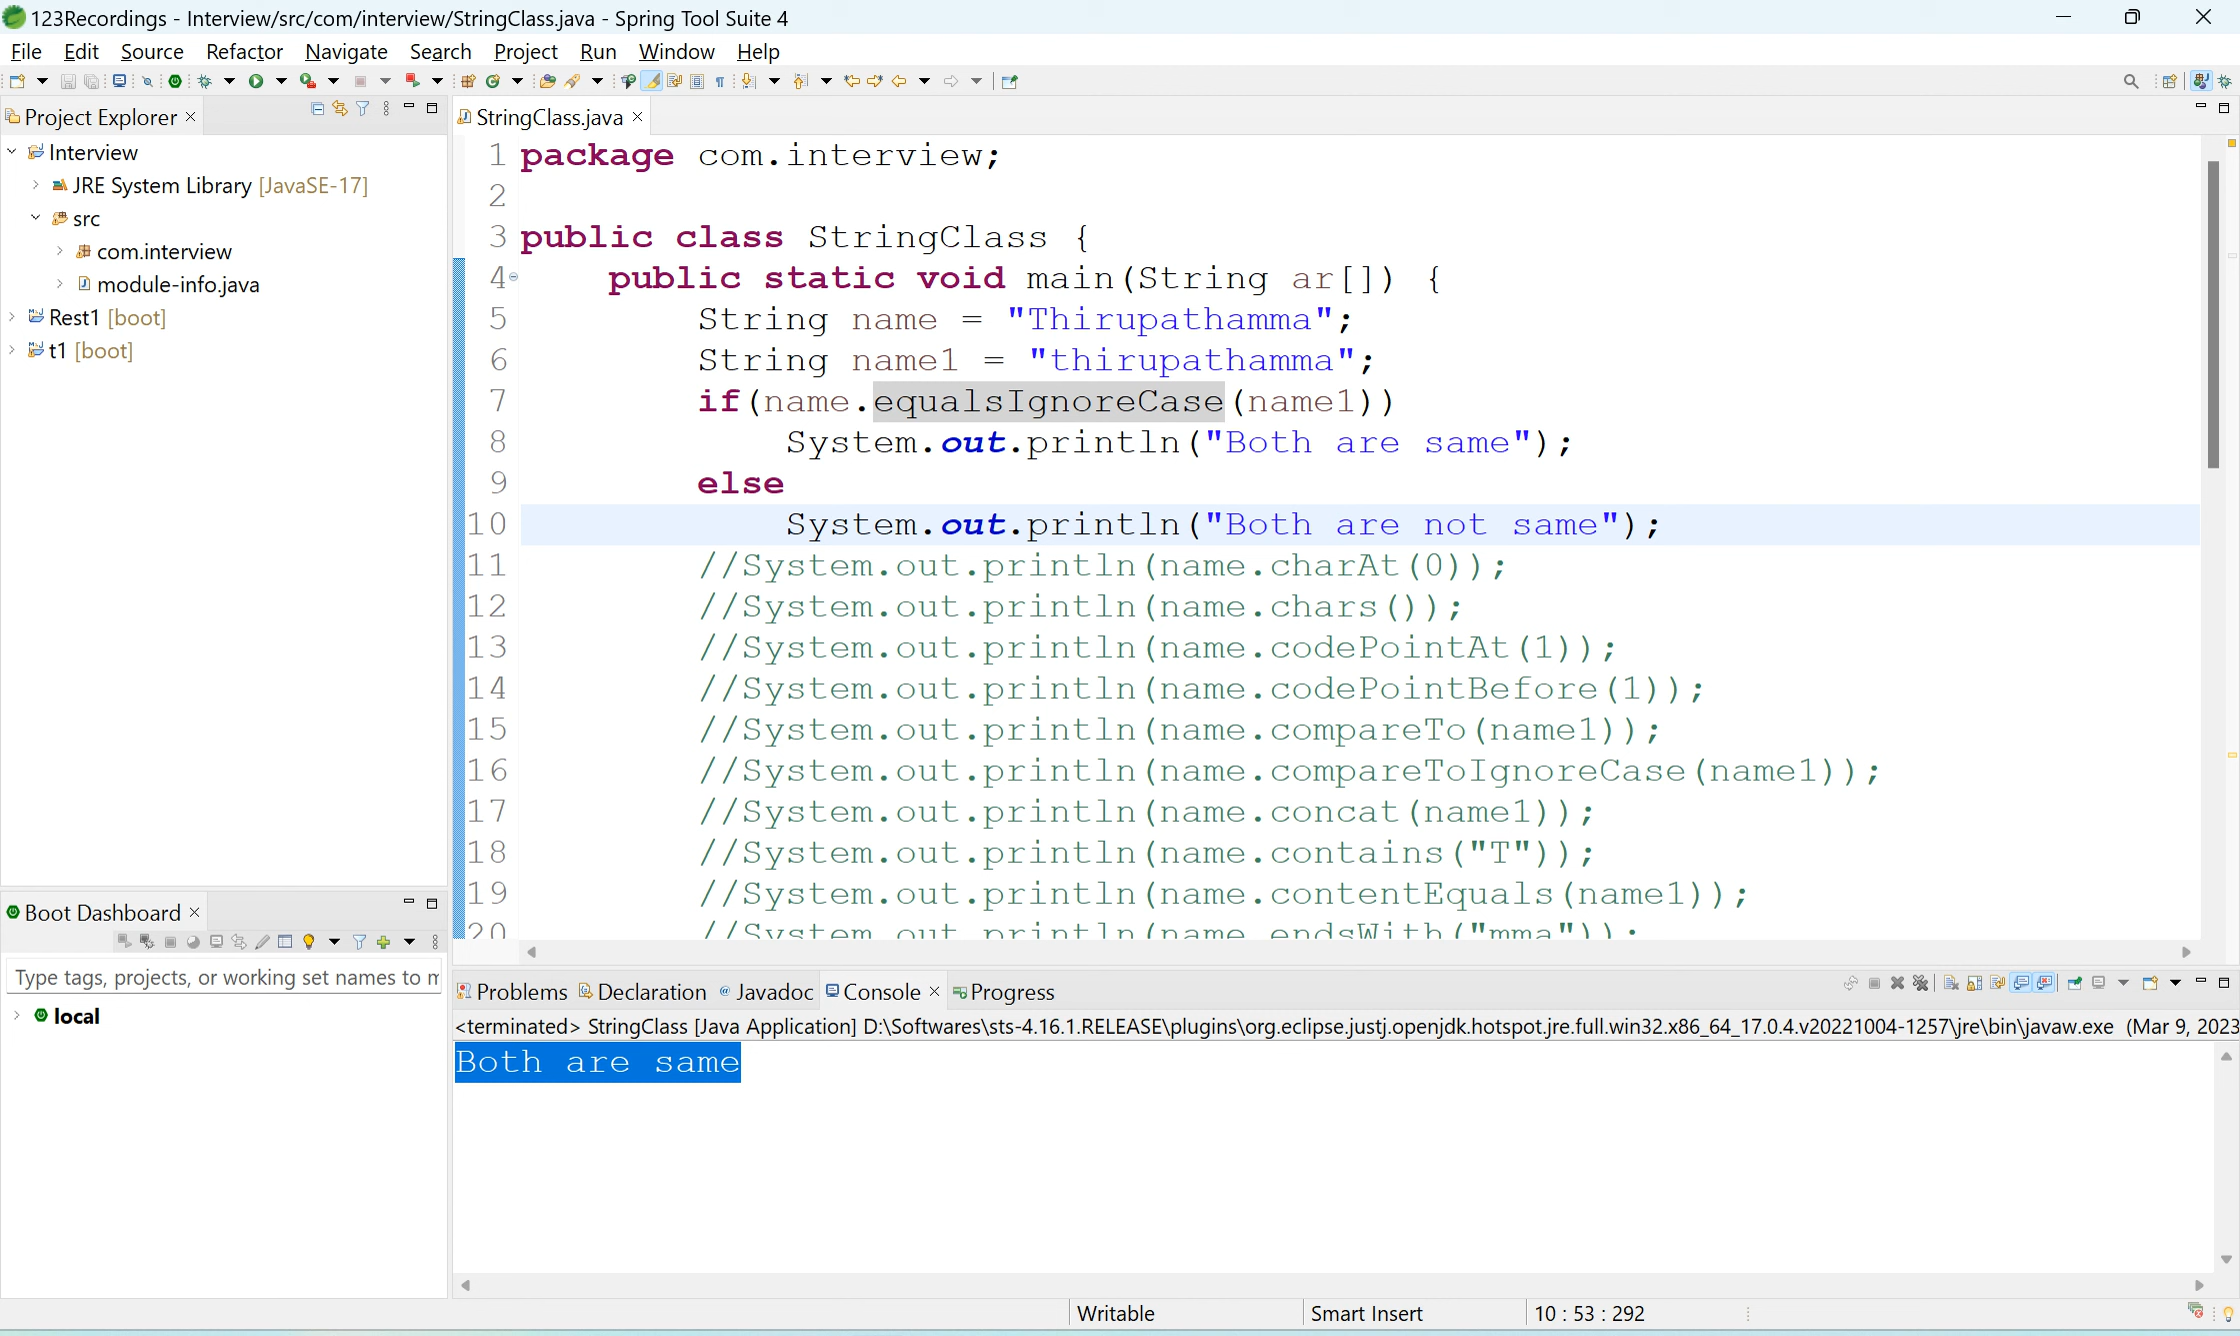 123Recordings - Interview/src/com/interview/StringClass.java - Spring Tool Suite 4
File Edit Source Refactor Navigate Search Project Run Window Help
Project Explorer
Interview
JRE System Library [JavaSE-17]
src
com.interview
module-info.java
Rest1 [boot]
t1 [boot]
StringClass.java
1 package com.interview;
2
3 public class StringClass {
4 public static void main(String ar[]) {
5 String name = "Thirupathamma";
6 String name1 = "thirupathamma";
7 if(name.equalsIgnoreCase(name1))
8 System.out.println("Both are same");
9 else
10 System.out.println("Both are not same");
11 //System.out.println(name.charAt(0));
12 //System.out.println(name.chars());
13 //System.out.println(name.codePointAt(1));
14 //System.out.println(name.codePointBefore(1));
15 //System.out.println(name.compareTo(name1));
16 //System.out.println(name.compareToIgnoreCase(name1));
17 //System.out.println(name.concat(name1));
18 //System.out.println(name.contains("T"));
19 //System.out.println(name.contentEquals(name1));
20 //System.out.println(name.endsWith("mma"));
Boot Dashboard
Type tags, projects, or working set names to m
local
Problems Declaration @ Javadoc Console Progress
<terminated> StringClass [Java Application] D:\Softwares\sts-4.16.1.RELEASE\plugins\org.eclipse.justj.openjdk.hotspot.jre.full.win32.x86_64_17.0.4.v20221004-1257\jre\bin\javaw.exe (Mar 9, 2023
Both are same
Writable Smart Insert 10 : 53 : 292